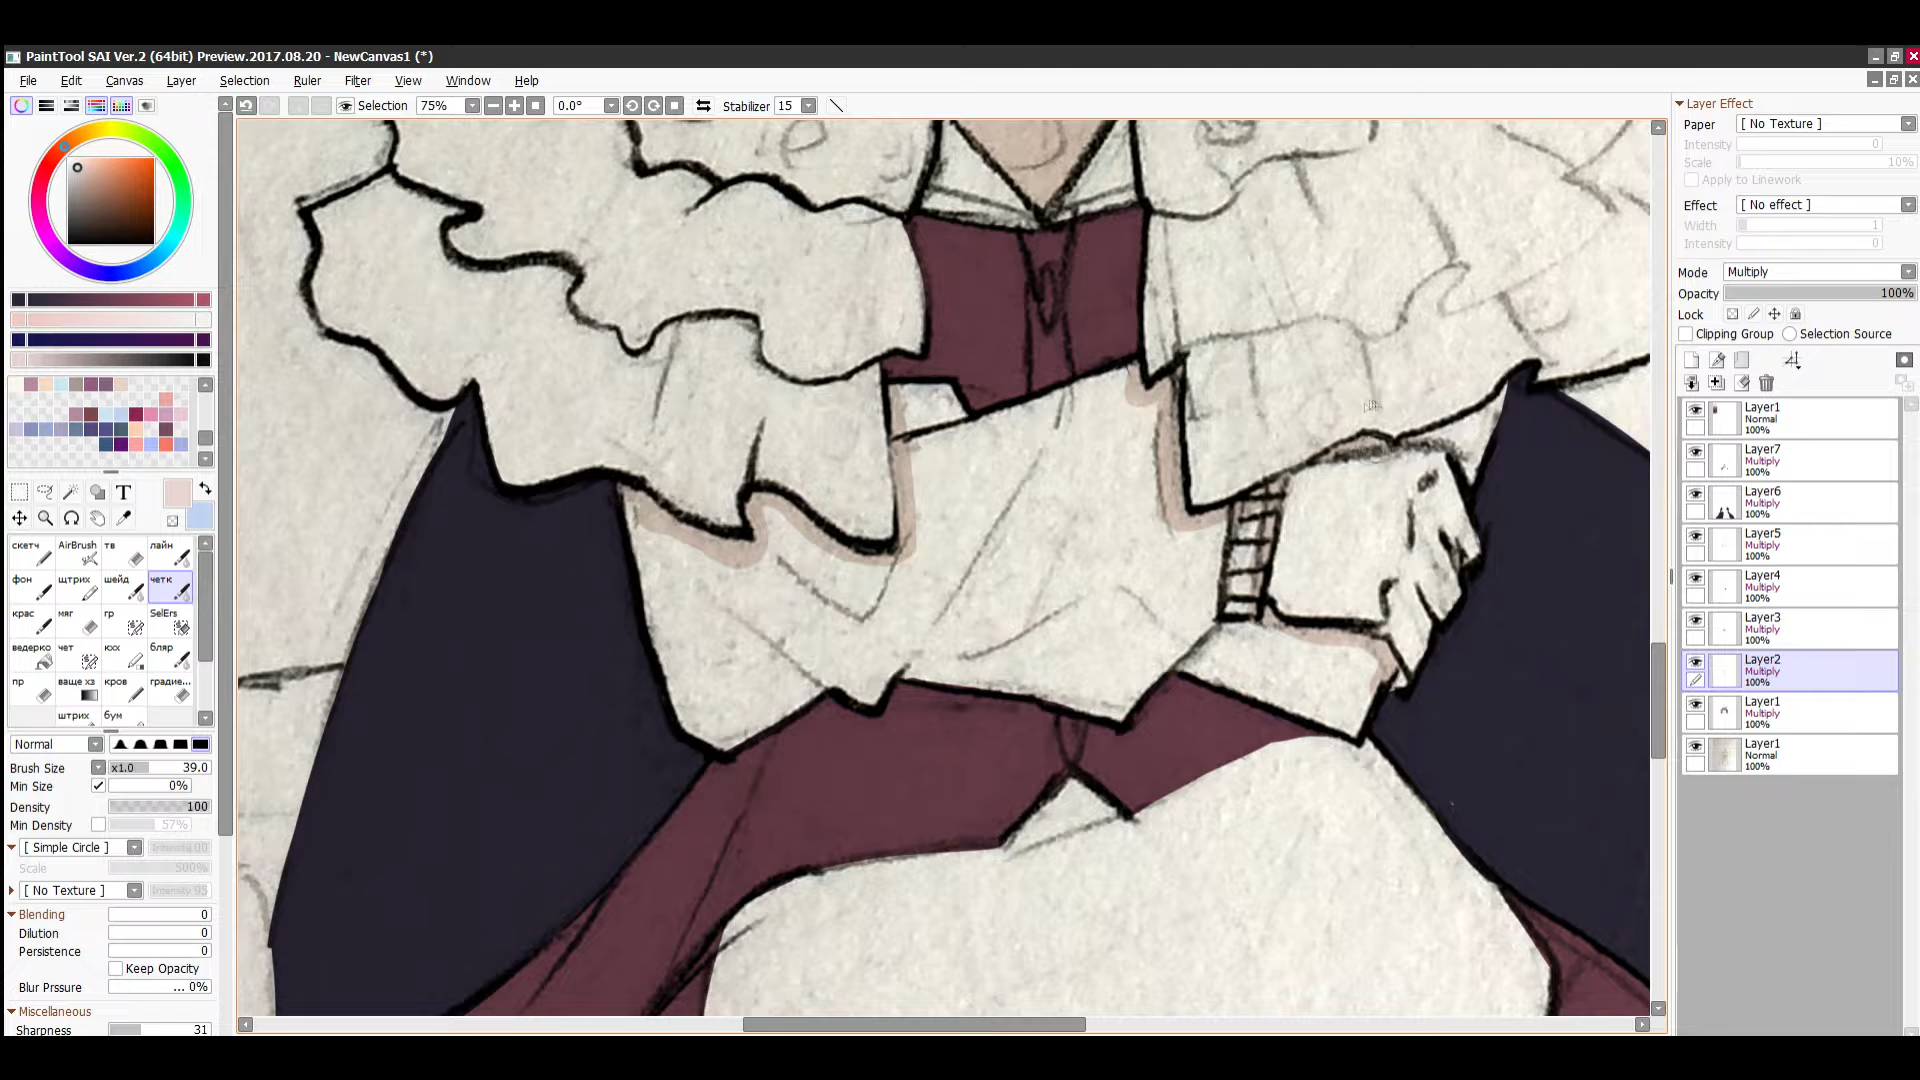 PaintTool SAI Ver.2 (64bit) Preview.2017.08.20 - NewCanvas1 (*)
File Edit Canvas Layer Selection Ruler Filter View Window Help
Selection 75% 0.0° Stabilizer 15
T
скетч AirBrush тв лайн
фон щтрих шейд четк
крас мяг гр SelErs
ведерко чет кхх бляр
пр ваще хз кров градие...
штрих бум
Normal
Brush Size x1.0 39.0
Min Size 0%
Density 100
Min Density 57%
[ Simple Circle ]
Scale 500%
[ No Texture ] Intensity 95
Blending 0
Dilution 0
Persistence 0
Keep Opacity
Blur Prssure ... 0%
Miscellaneous
Sharpness 31
Layer Effect
Paper [ No Texture ]
Intensity 0
Scale 10%
Apply to Linework
Effect [ No effect ]
Width 1
Intensity 0
Mode Multiply
Opacity 100%
Lock
Clipping Group Selection Source
Layer1
Normal
100%
Layer7
Multiply
100%
Layer6
Multiply
100%
Layer5
Multiply
100%
Layer4
Multiply
100%
Layer3
Multiply
100%
Layer2
Multiply
100%
Layer1
Multiply
100%
Layer1
Normal
100%